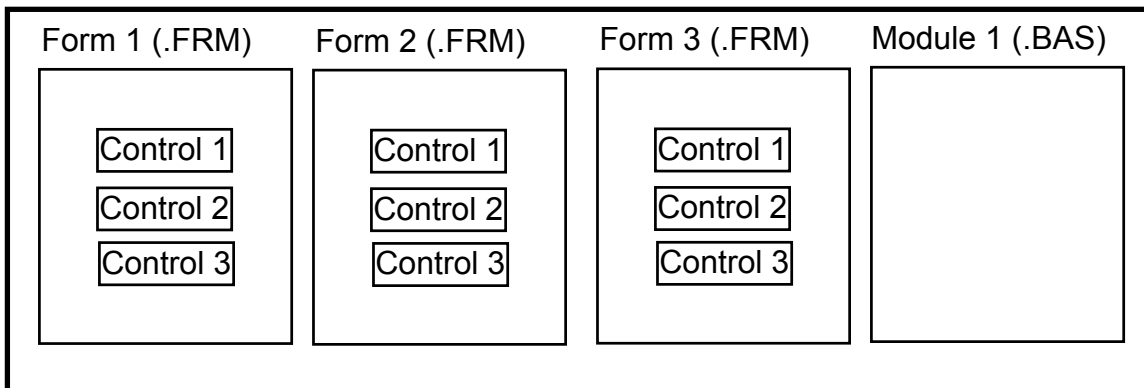 Form 1 (.FRM)
Form 2 (.FRM)
Form 3 (.FRM)
Module 1 (.BAS)
Control 1
Control 1
Control 1
Control 2
Control 2
Control 2
Control 3
Control 3
Control 3